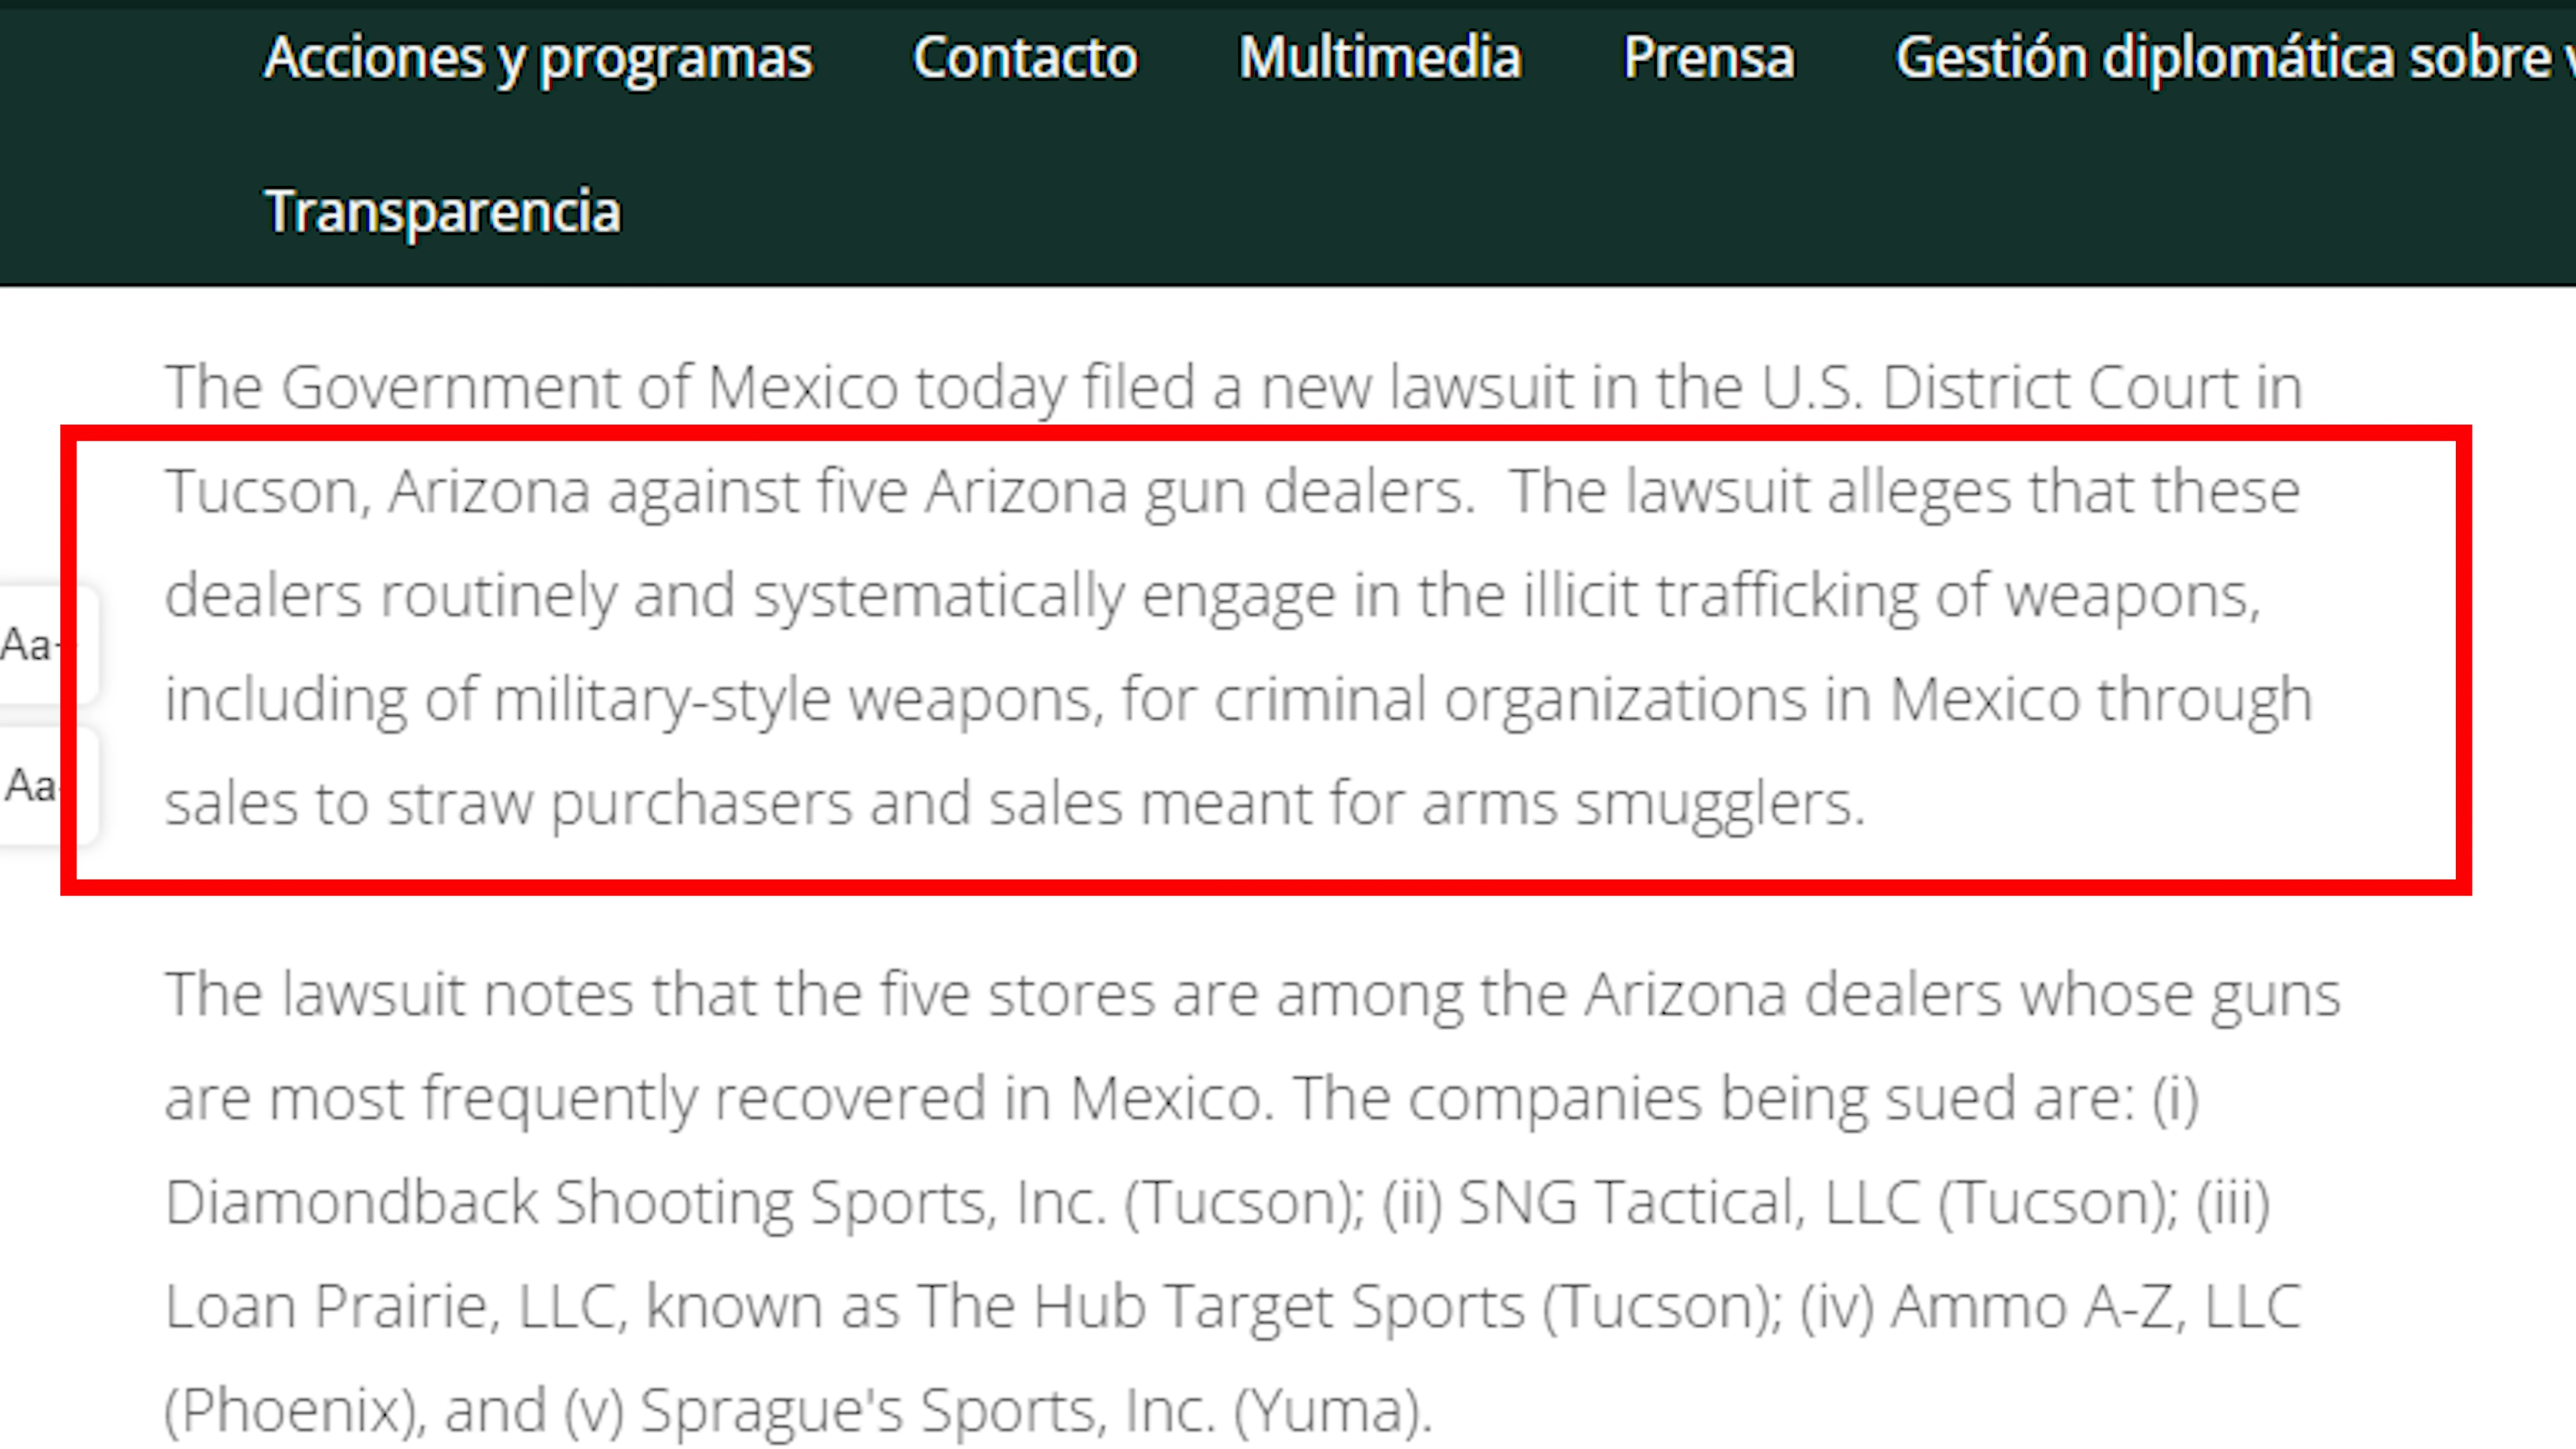 Acciones y programas Contacto Multimedia Prensa Gestión diplomática sobre
Transparencia
The Government of Mexico today filed a new lawsuit in the U.S. District Court in
Tucson, Arizona against five Arizona gun dealers.  The lawsuit alleges that these
dealers routinely and systematically engage in the illicit trafficking of weapons,
Aa
including of military-style weapons, for criminal organizations in Mexico through
Aa
sales to straw purchasers and sales meant for arms smugglers.
The lawsuit notes that the five stores are among the Arizona dealers whose guns
are most frequently recovered in Mexico. The companies being sued are: (i)
Diamondback Shooting Sports, Inc. (Tucson); (ii) SNG Tactical, LLC (Tucson); (iii)
Loan Prairie, LLC, known as The Hub Target Sports (Tucson); (iv) Ammo A-Z, LLC
(Phoenix), and (v) Sprague's Sports, Inc. (Yuma).